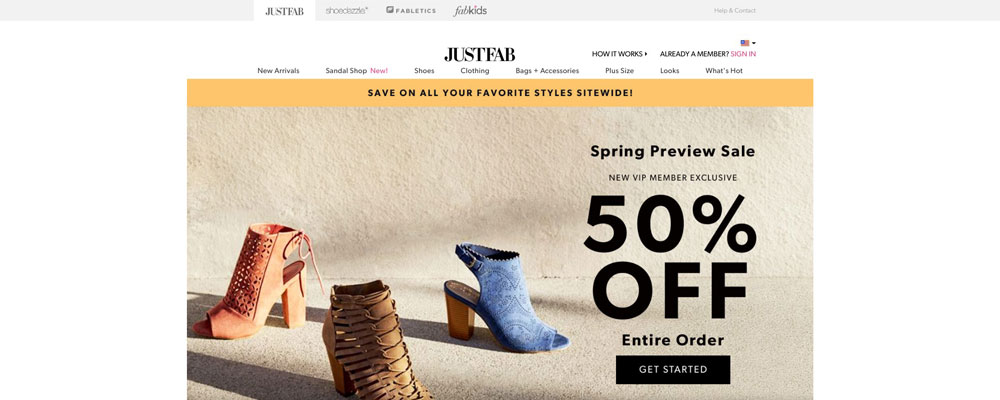 JUSTFAB shoedazzle™ FABLETICS fabkids Help & Contact
JUSTFAB
HOW IT WORKS ALREADY A MEMBER? SIGN IN
New Arrivals Sandal Shop New! Shoes Clothing Bags + Accessories Plus Size Looks What's Hot
SAVE ON ALL YOUR FAVORITE STYLES SITEWIDE!
Spring Preview Sale
NEW VIP MEMBER EXCLUSIVE
50%
OFF
Entire Order
GET STARTED